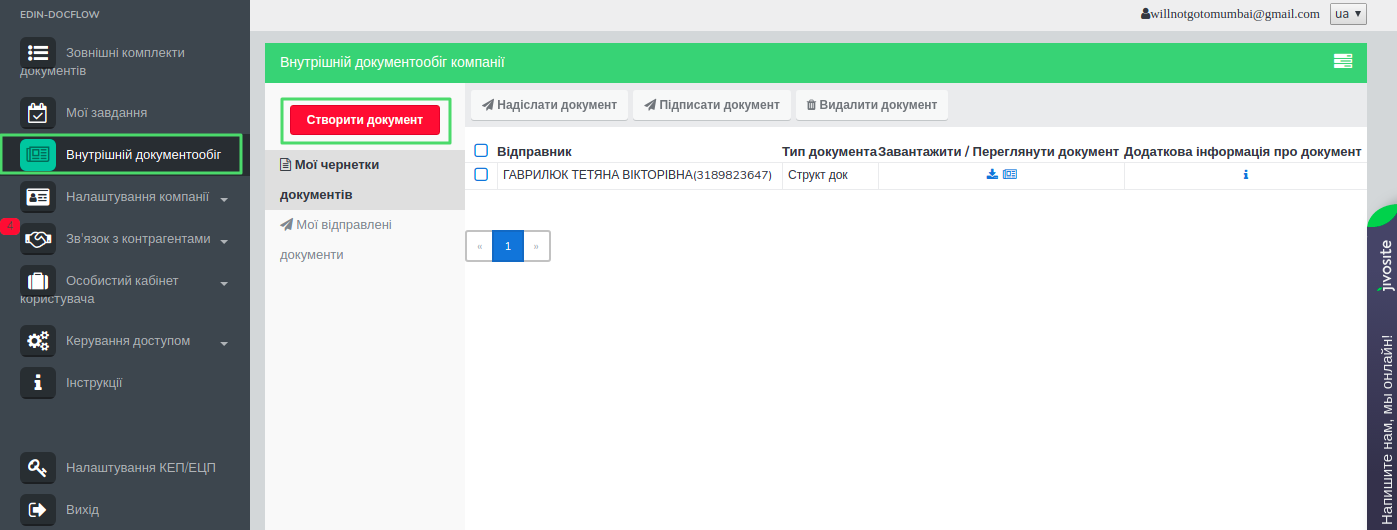 EDIN-DOCFLOW
willnotgotomumbai@gmail.com
ua ▾
Зовнішні комплекти
документів
Мої завдання
Внутрішній документообіг
Налаштування компанії
4
Зв'язок з контрагентами
Особистий кабінет
користувача
Керування доступом
Інструкції
Налаштування КЕП/ЕЦП
Вихід
Внутрішній документообіг компанії
Створити документ
Мої чернетки
документів
Мої відправлені
документи
Надіслати документ Підписати документ Видалити документ
Відправник Тип документа Завантажити / Переглянути документ Додаткова інформація про документ
ГАВРИЛЮК ТЕТЯНА ВІКТОРІВНА(3189823647) Структ док
« 1 »
jivosite
Напишите нам, мы онлайн!